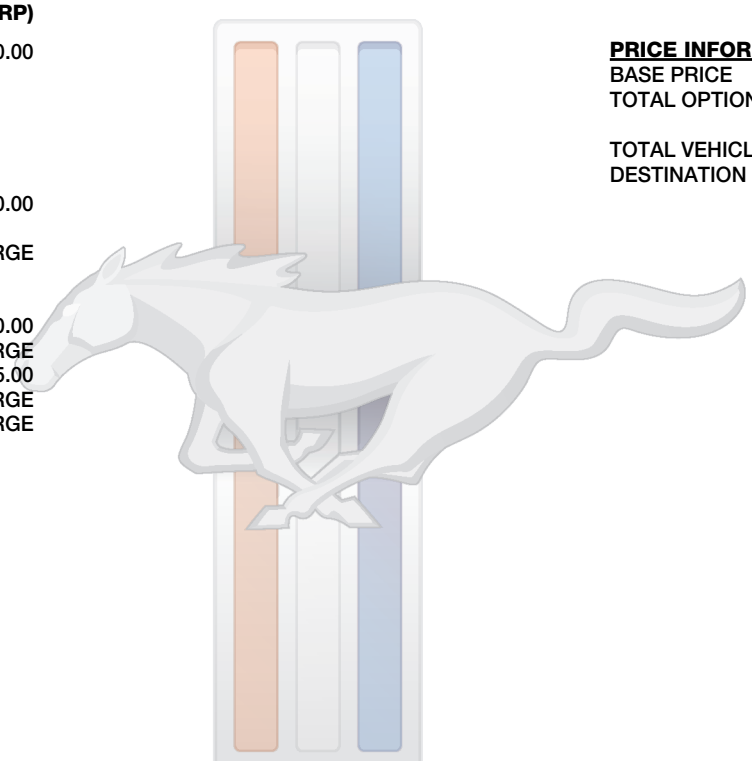 RP)
0.00
0.00
RGE
0.00
RGE
5.00
RGE
RGE
PRICE INFOR
BASE PRICE
TOTAL OPTION
TOTAL VEHICL
DESTINATION